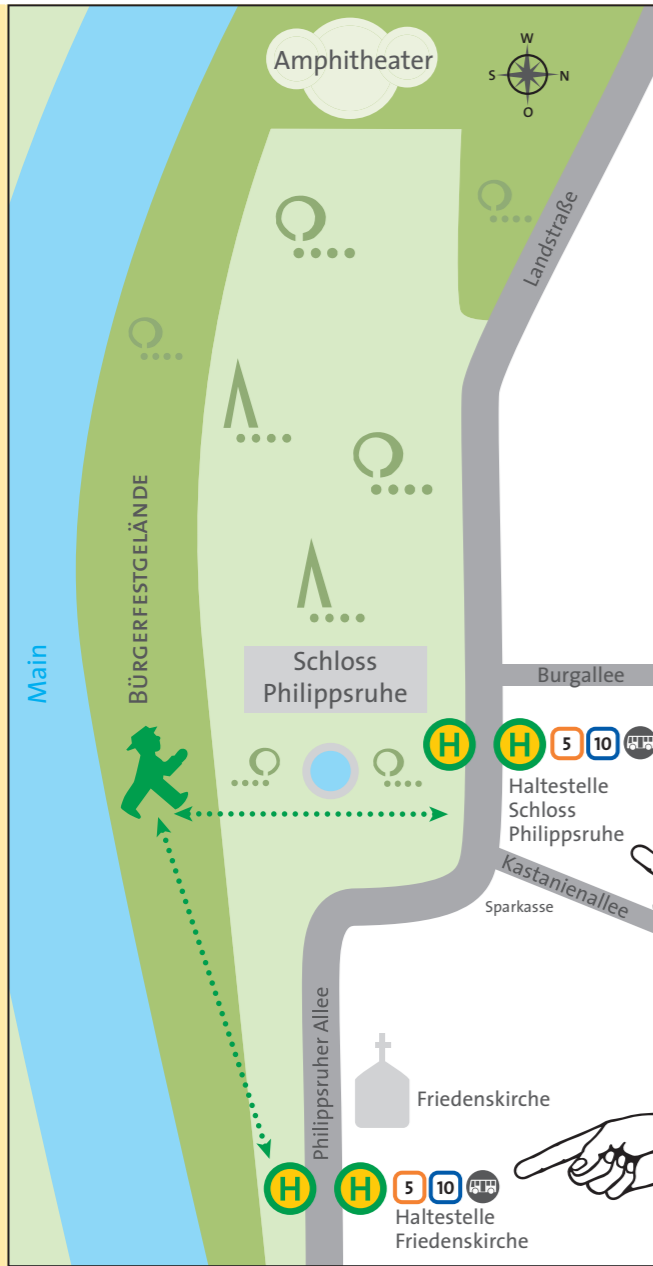 Amphitheater
W
S
N
O
Landstraße
BÜRGERFESTGELÄNDE
Main
Schloss
Philippsruhe
Burgallee
H
H
5
10
Haltestelle
Schloss
Philippsruhe
Kastanienallee
Sparkasse
Philippsruher Allee
Friedenskirche
H
H
5
10
Haltestelle
Friedenskirche